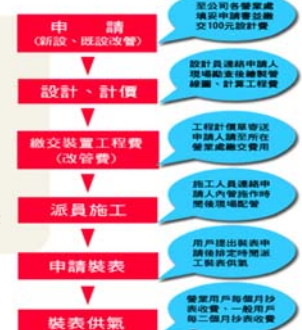 申　請
(新設、既設改管)
至公司各營業處
填妥申請書並繳
交100元設計費
設計、計價
設計員連絡申請人
現場勘查後繪製管
線圖、計算工程費
繳交裝置工程費
(改管費)
工程計價單寄送
申請人請至所在
營業處繳交費用
派員施工
施工人員連絡申
請人內管施作時
間後現場配管
申請裝表
用戶提出裝表申
請後排定時間派
工裝表供氣
裝表供氣
營業用戶每個月抄
表收費、一般用戶
每二個月抄表收費